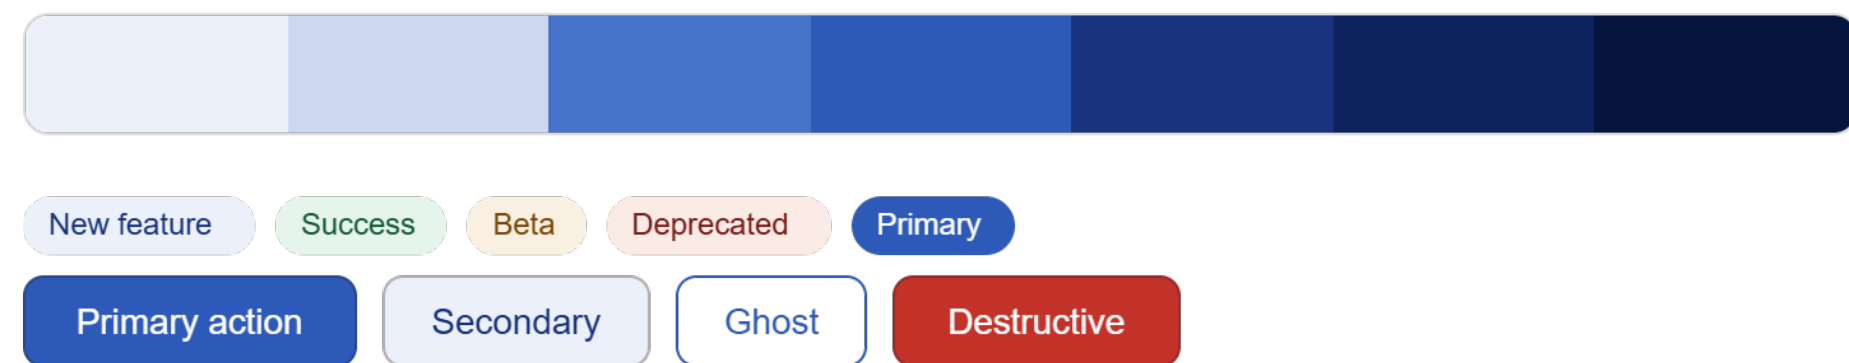 New feature Success Beta Deprecated Primary
Primary action Secondary Ghost Destructive